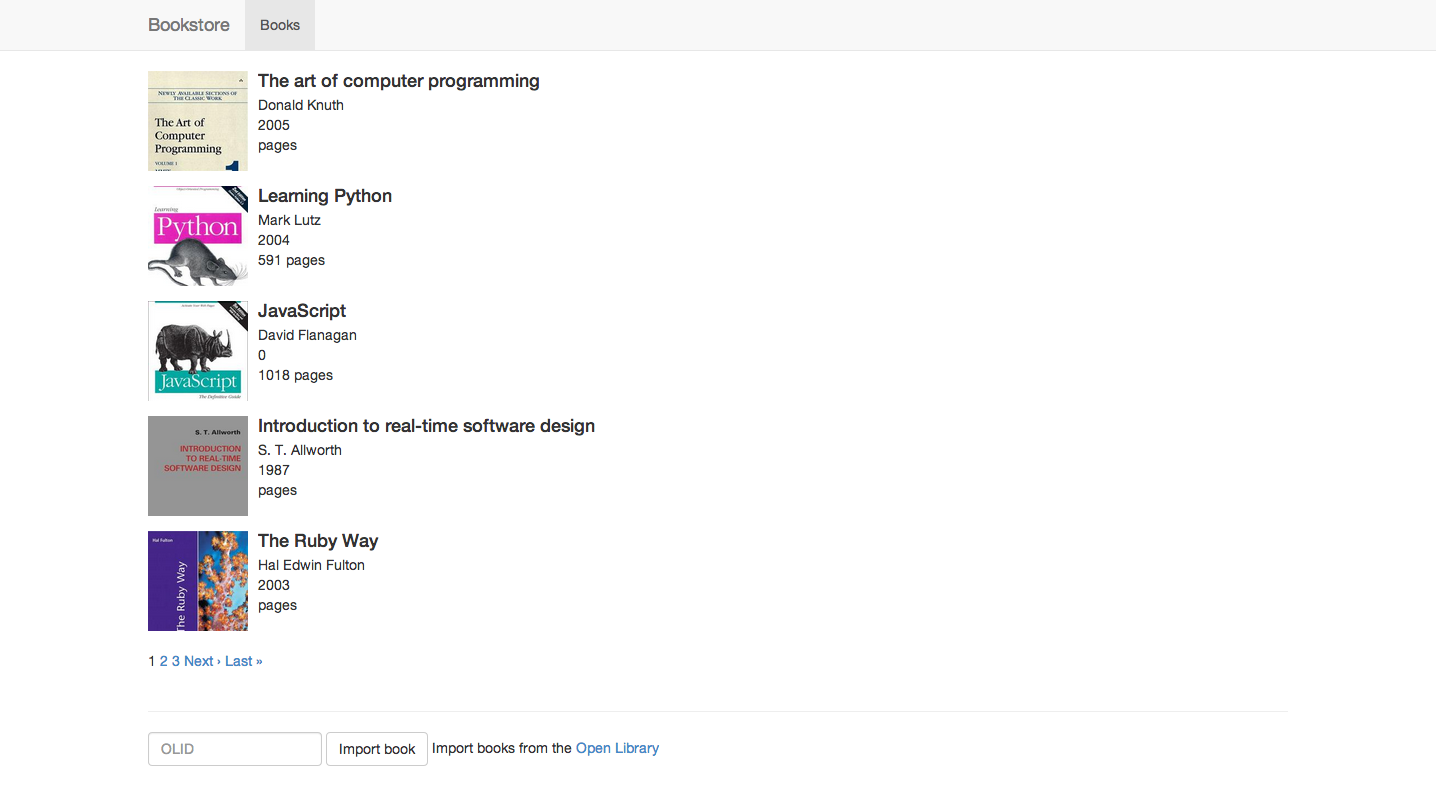 Bookstore Books
NEWLY AVAILABLE SECTIONS OF
THE CLASSIC WORK
The Art of
Computer
Programming
VOLUME 1
The art of computer programming
Donald Knuth
2005
pages
Learning
Python
Learning Python
Mark Lutz
2004
591 pages
JavaScript
The Definitive Guide
JavaScript
David Flanagan
0
1018 pages
S. T. Allworth
INTRODUCTION
TO REAL-TIME
SOFTWARE DESIGN
Introduction to real-time software design
S. T. Allworth
1987
pages
Hal Fulton
The Ruby Way
The Ruby Way
Hal Edwin Fulton
2003
pages
1 2 3 Next › Last »
OLID Import book Import books from the Open Library